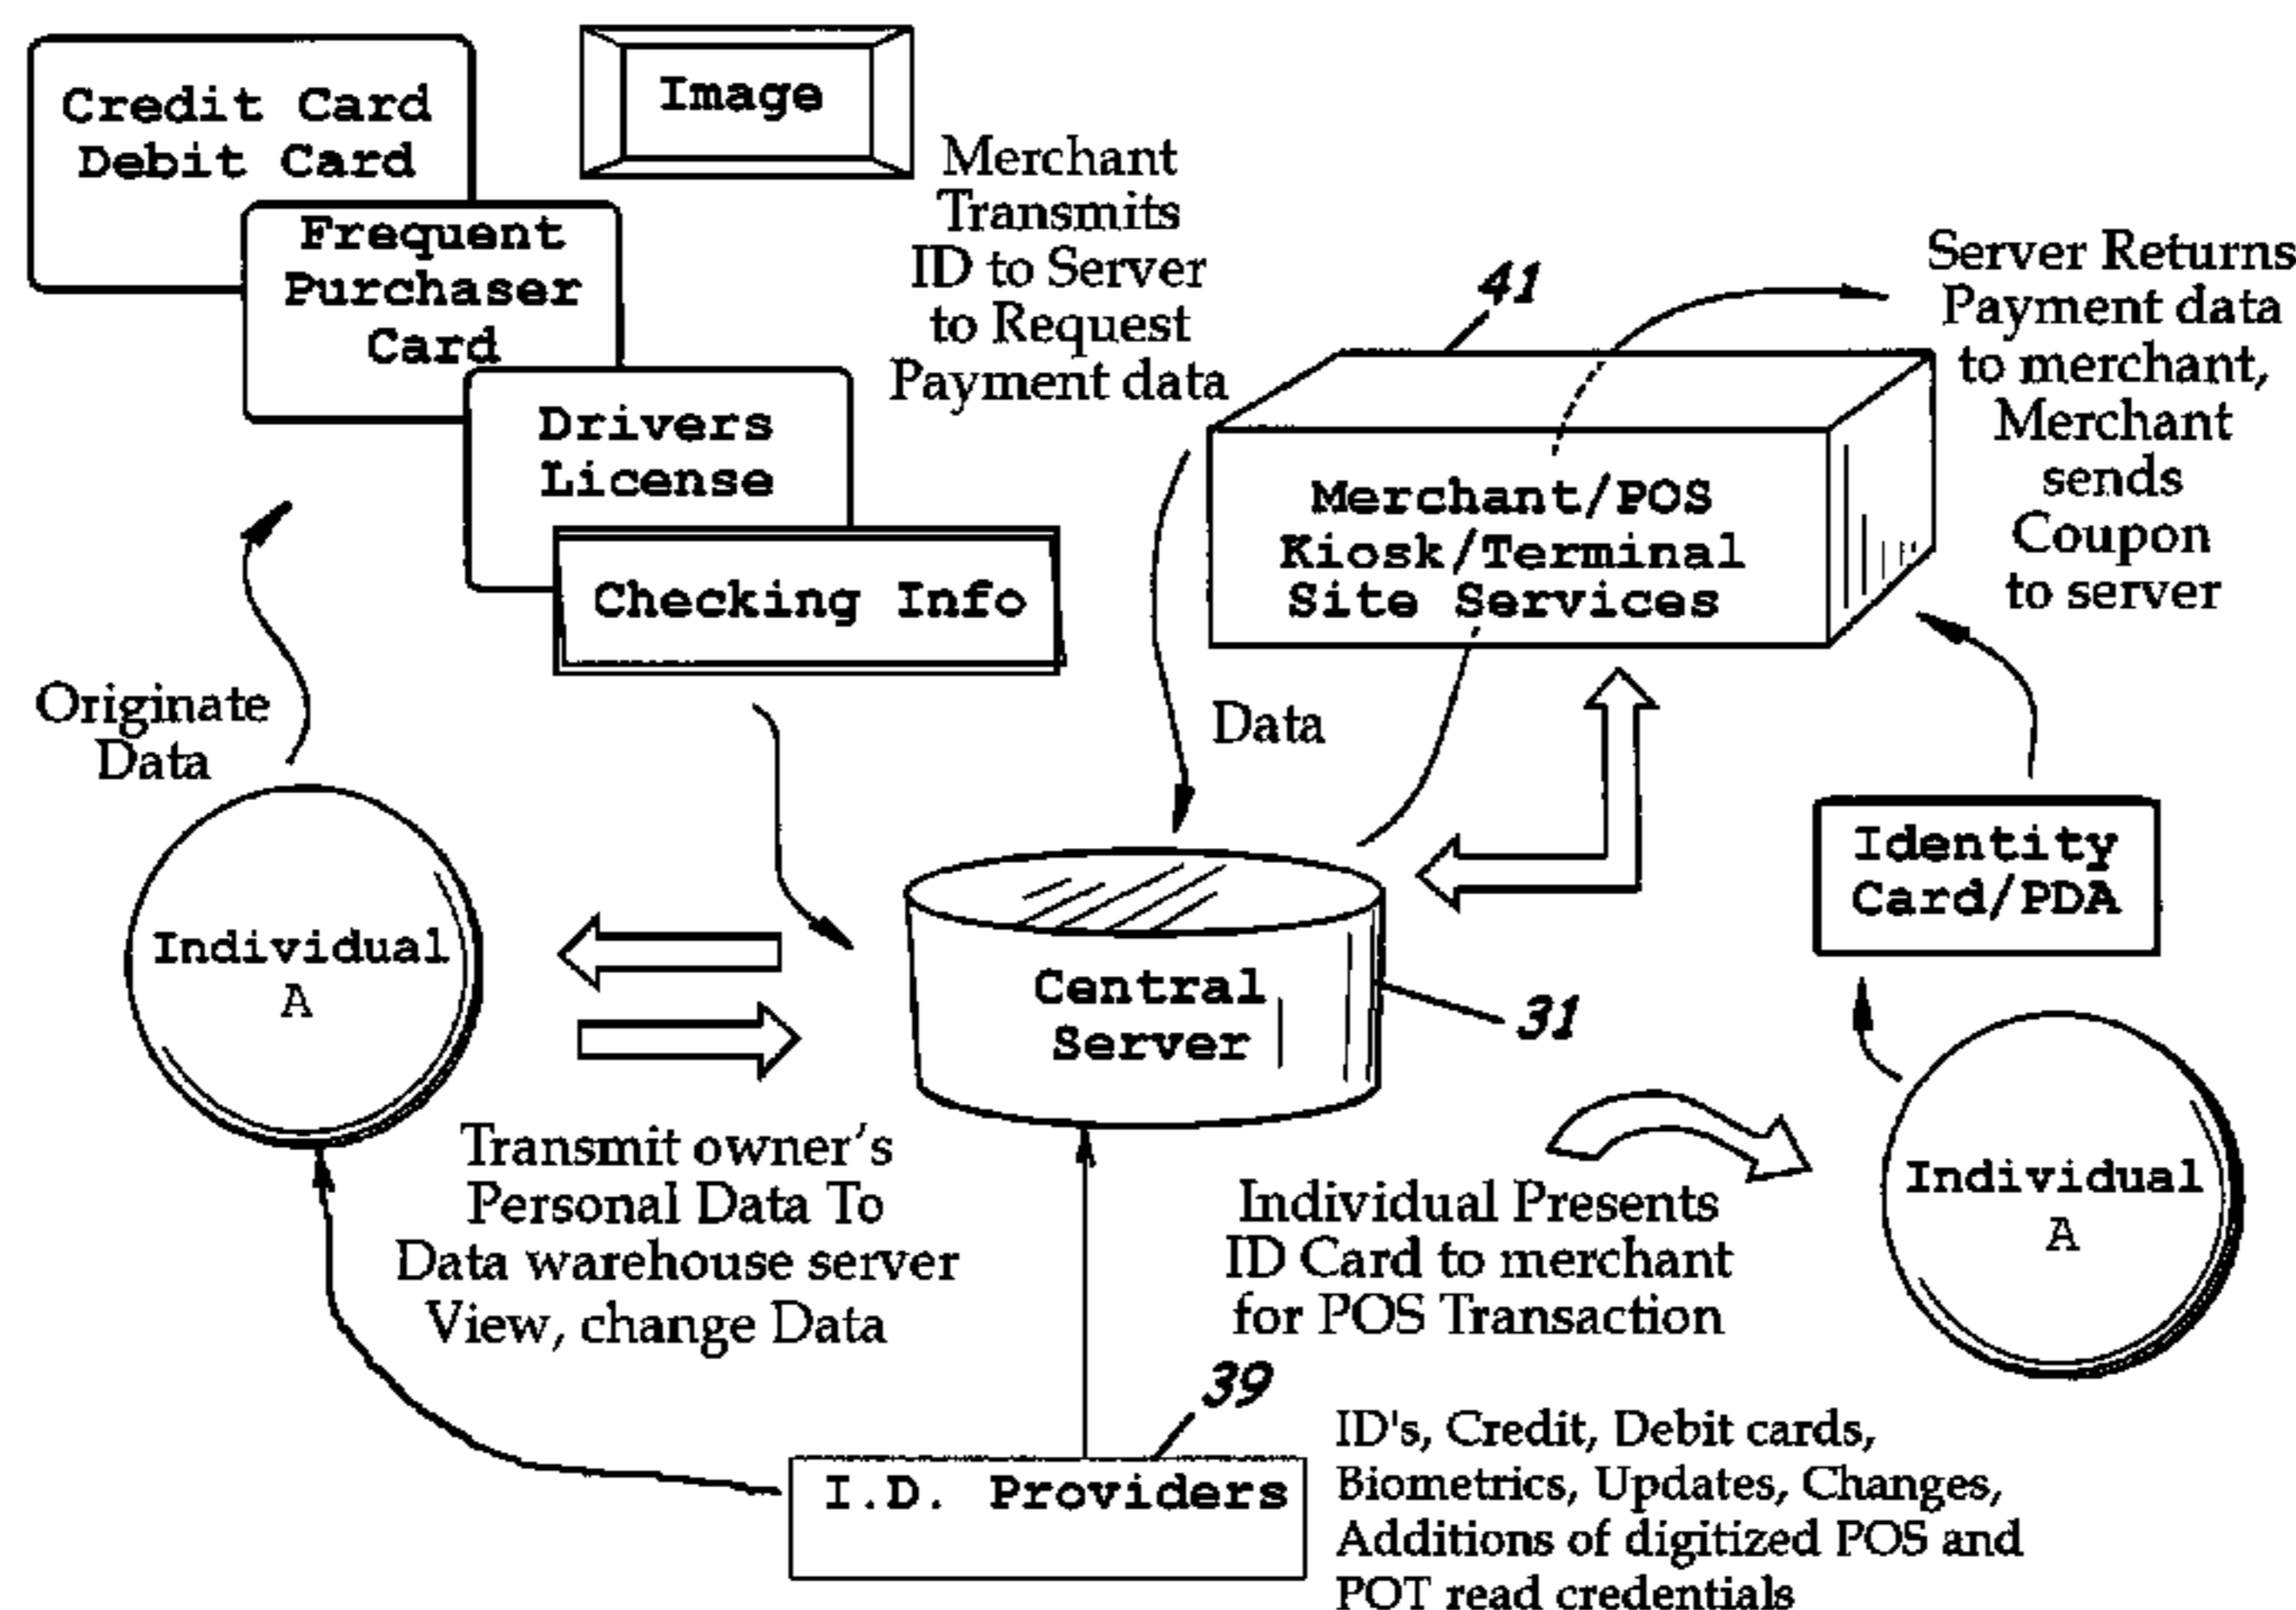 Credit Card
Debit Card
Image
Frequent
Purchaser
Card
Drivers
License
Checking Info
Merchant
Transmits
ID to Server
to Request
Payment data
41
Server Returns
Payment data
to merchant,
Merchant
sends
Coupon
to server
Merchant/POS
Kiosk/Terminal
Site Services
Originate
Data
Data
Identity
Card/PDA
Individual
A
Central
Server
31
Individual
A
Transmit owner's
Personal Data To
Data warehouse server
View, change Data
Individual Presents
ID Card to merchant
for POS Transaction
39
I.D. Providers
ID's, Credit, Debit cards,
Biometrics, Updates, Changes,
Additions of digitized POS and
POT read credentials